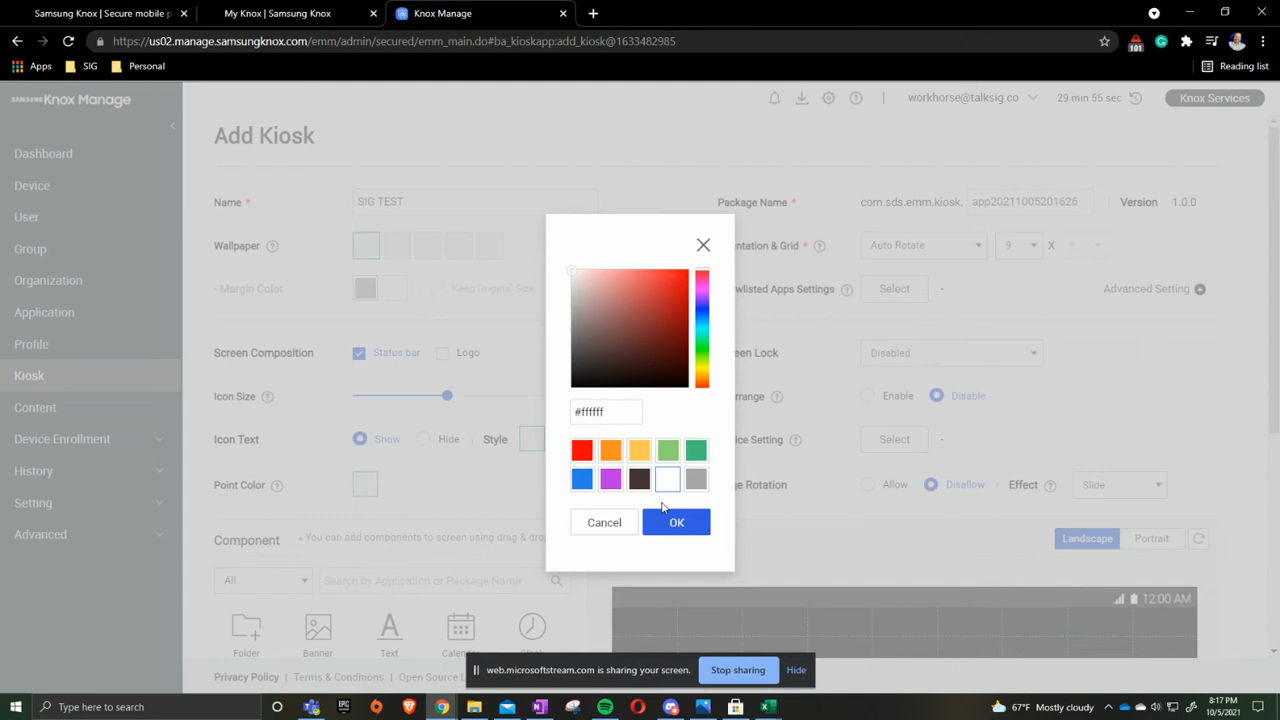 Samsung Knox | Secure mobile p
My Knox | Samsung Knox
Knox Manage
https://us02.manage.samsungknox.com/emm/admin/secured/emm_main.do#ba_kioskapp:add_kiosk@1633482985
101
Apps
SIG
Personal
Reading list
SAMSUNG Knox Manage
workhorse@talksig.co
29 min 55 sec
Knox Services
Dashboard
Device
User
Group
Organization
Application
Profile
Kiosk
Content
Device Enrollment
History
Setting
Advanced
Add Kiosk
Name *
SIG TEST
Package Name *
com.sds.emm.kiosk.
app20211005201626
Version
1.0.0
Wallpaper
entation & Grid *
Auto Rotate
9
X
- Margin Color
Keep Original Size
wlisted Apps Settings
Select
-
Advanced Setting
Screen Composition
Status bar
Logo
een Lock
Disabled
Icon Size
rrange
Enable
Disable
Icon Text
Show
Hide
Style
ice Setting
Select
-
Point Color
ge Rotation
Allow
Disallow
Effect
Slide
#ffffff
Cancel
OK
Component
• You can add components to screen using drag & dro
Landscape
Portrait
All
Search by Application or Package Name
12:00 AM
Folder
Banner
Text
Privacy Policy
Terms & Conditions
Open Source L
web.microsoftstream.com is sharing your screen.
Stop sharing
Hide
Type here to search
EPIC
67°F Mostly cloudy
8:17 PM
10/5/2021